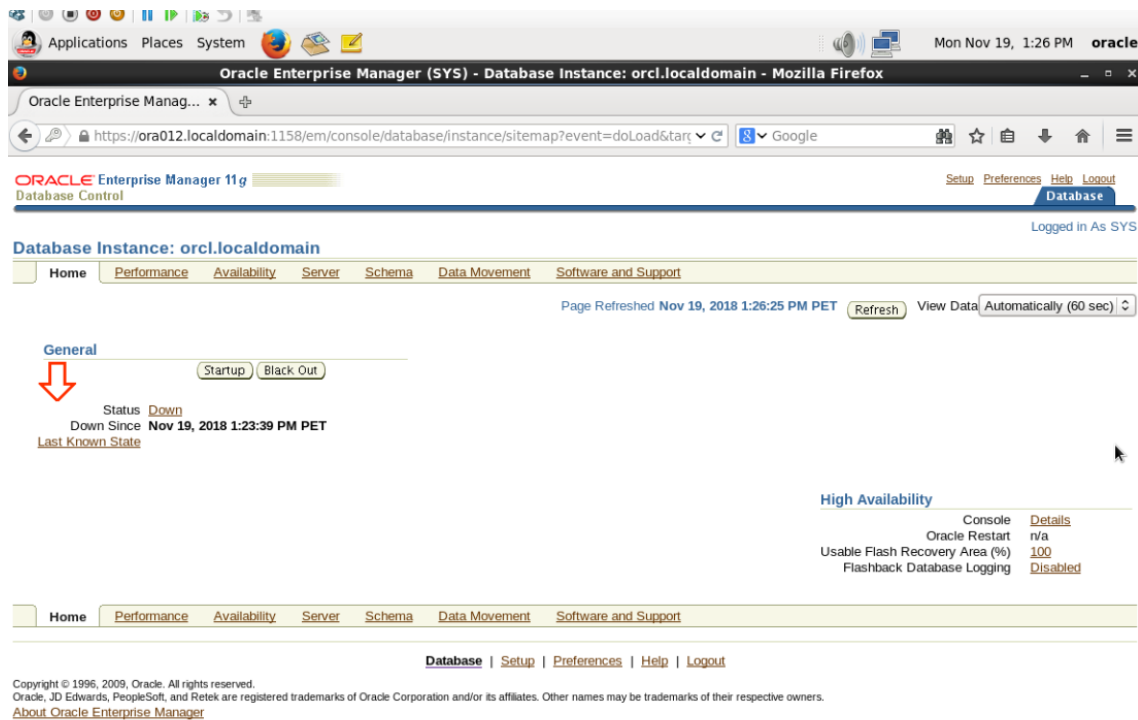 Applications Places System Mon Nov 19, 1:26 PM oracle
Oracle Enterprise Manager (SYS) - Database Instance: orcl.localdomain - Mozilla Firefox
Oracle Enterprise Manag...
https://ora012.localdomain:1158/em/console/database/instance/sitemap?event=doLoad&targ Google
ORACLE Enterprise Manager 11g Setup Preferences Help Logout
Database Control Database
Logged in As SYS
Database Instance: orcl.localdomain
Home Performance Availability Server Schema Data Movement Software and Support
Page Refreshed Nov 19, 2018 1:26:25 PM PET Refresh View Data Automatically (60 sec)
General
Startup Black Out
Status Down
Down Since Nov 19, 2018 1:23:39 PM PET
Last Known State
High Availability
Console Details
Oracle Restart n/a
Usable Flash Recovery Area (%) 100
Flashback Database Logging Disabled
Home Performance Availability Server Schema Data Movement Software and Support
Database | Setup | Preferences | Help | Logout
Copyright © 1996, 2009, Oracle. All rights reserved.
Oracle, JD Edwards, PeopleSoft, and Retek are registered trademarks of Oracle Corporation and/or its affiliates. Other names may be trademarks of their respective owners.
About Oracle Enterprise Manager